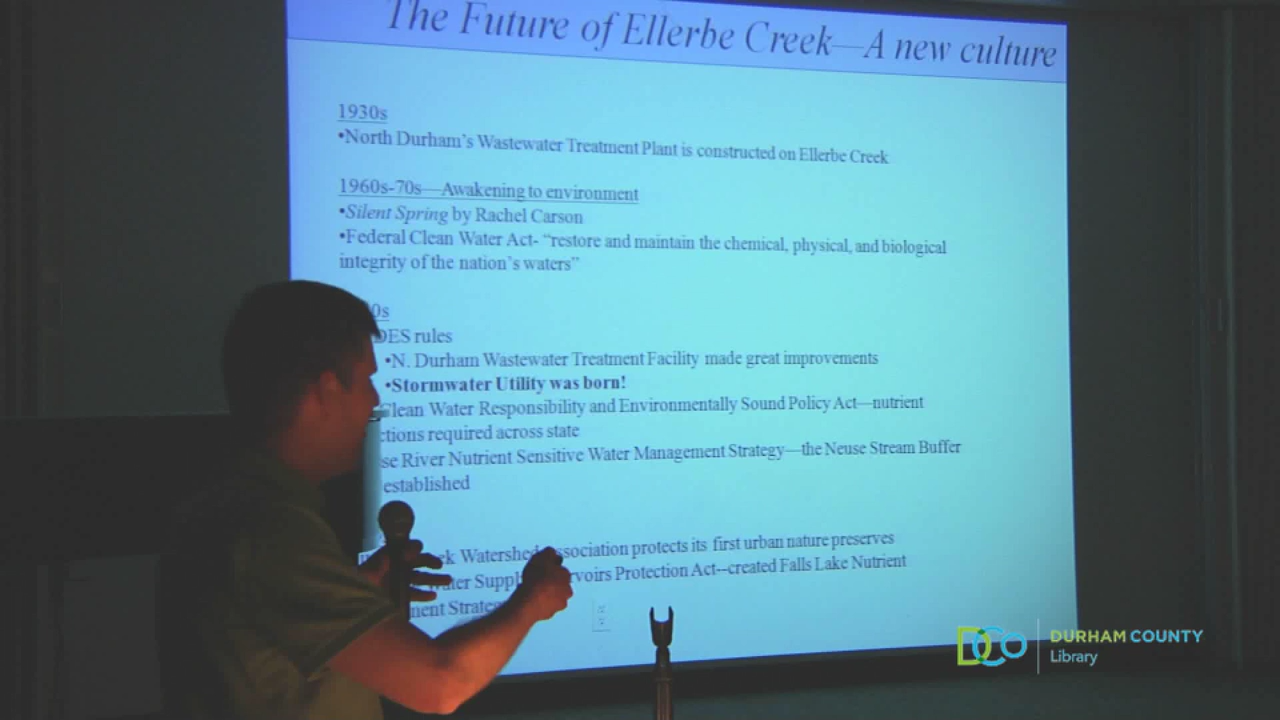 The Future of Ellerbe Creek—A new culture
1930s
•North Durham's Wastewater Treatment Plant is constructed on Ellerbe Creek
1960s-70s—Awakening to environment
•Silent Spring by Rachel Carson
•Federal Clean Water Act- “restore and maintain the chemical, physical, and biological
integrity of the nation's waters”
0s
DES rules
•N. Durham Wastewater Treatment Facility made great improvements
•Stormwater Utility was born!
Clean Water Responsibility and Environmentally Sound Policy Act—nutrient
ctions required across state
se River Nutrient Sensitive Water Management Strategy—the Neuse Stream Buffer
established
ek Watershed ssociation protects its first urban nature preserves
Water Suppl rvoirs Protection Act--created Falls Lake Nutrient
ment Strate
DCo DURHAM COUNTY
Library